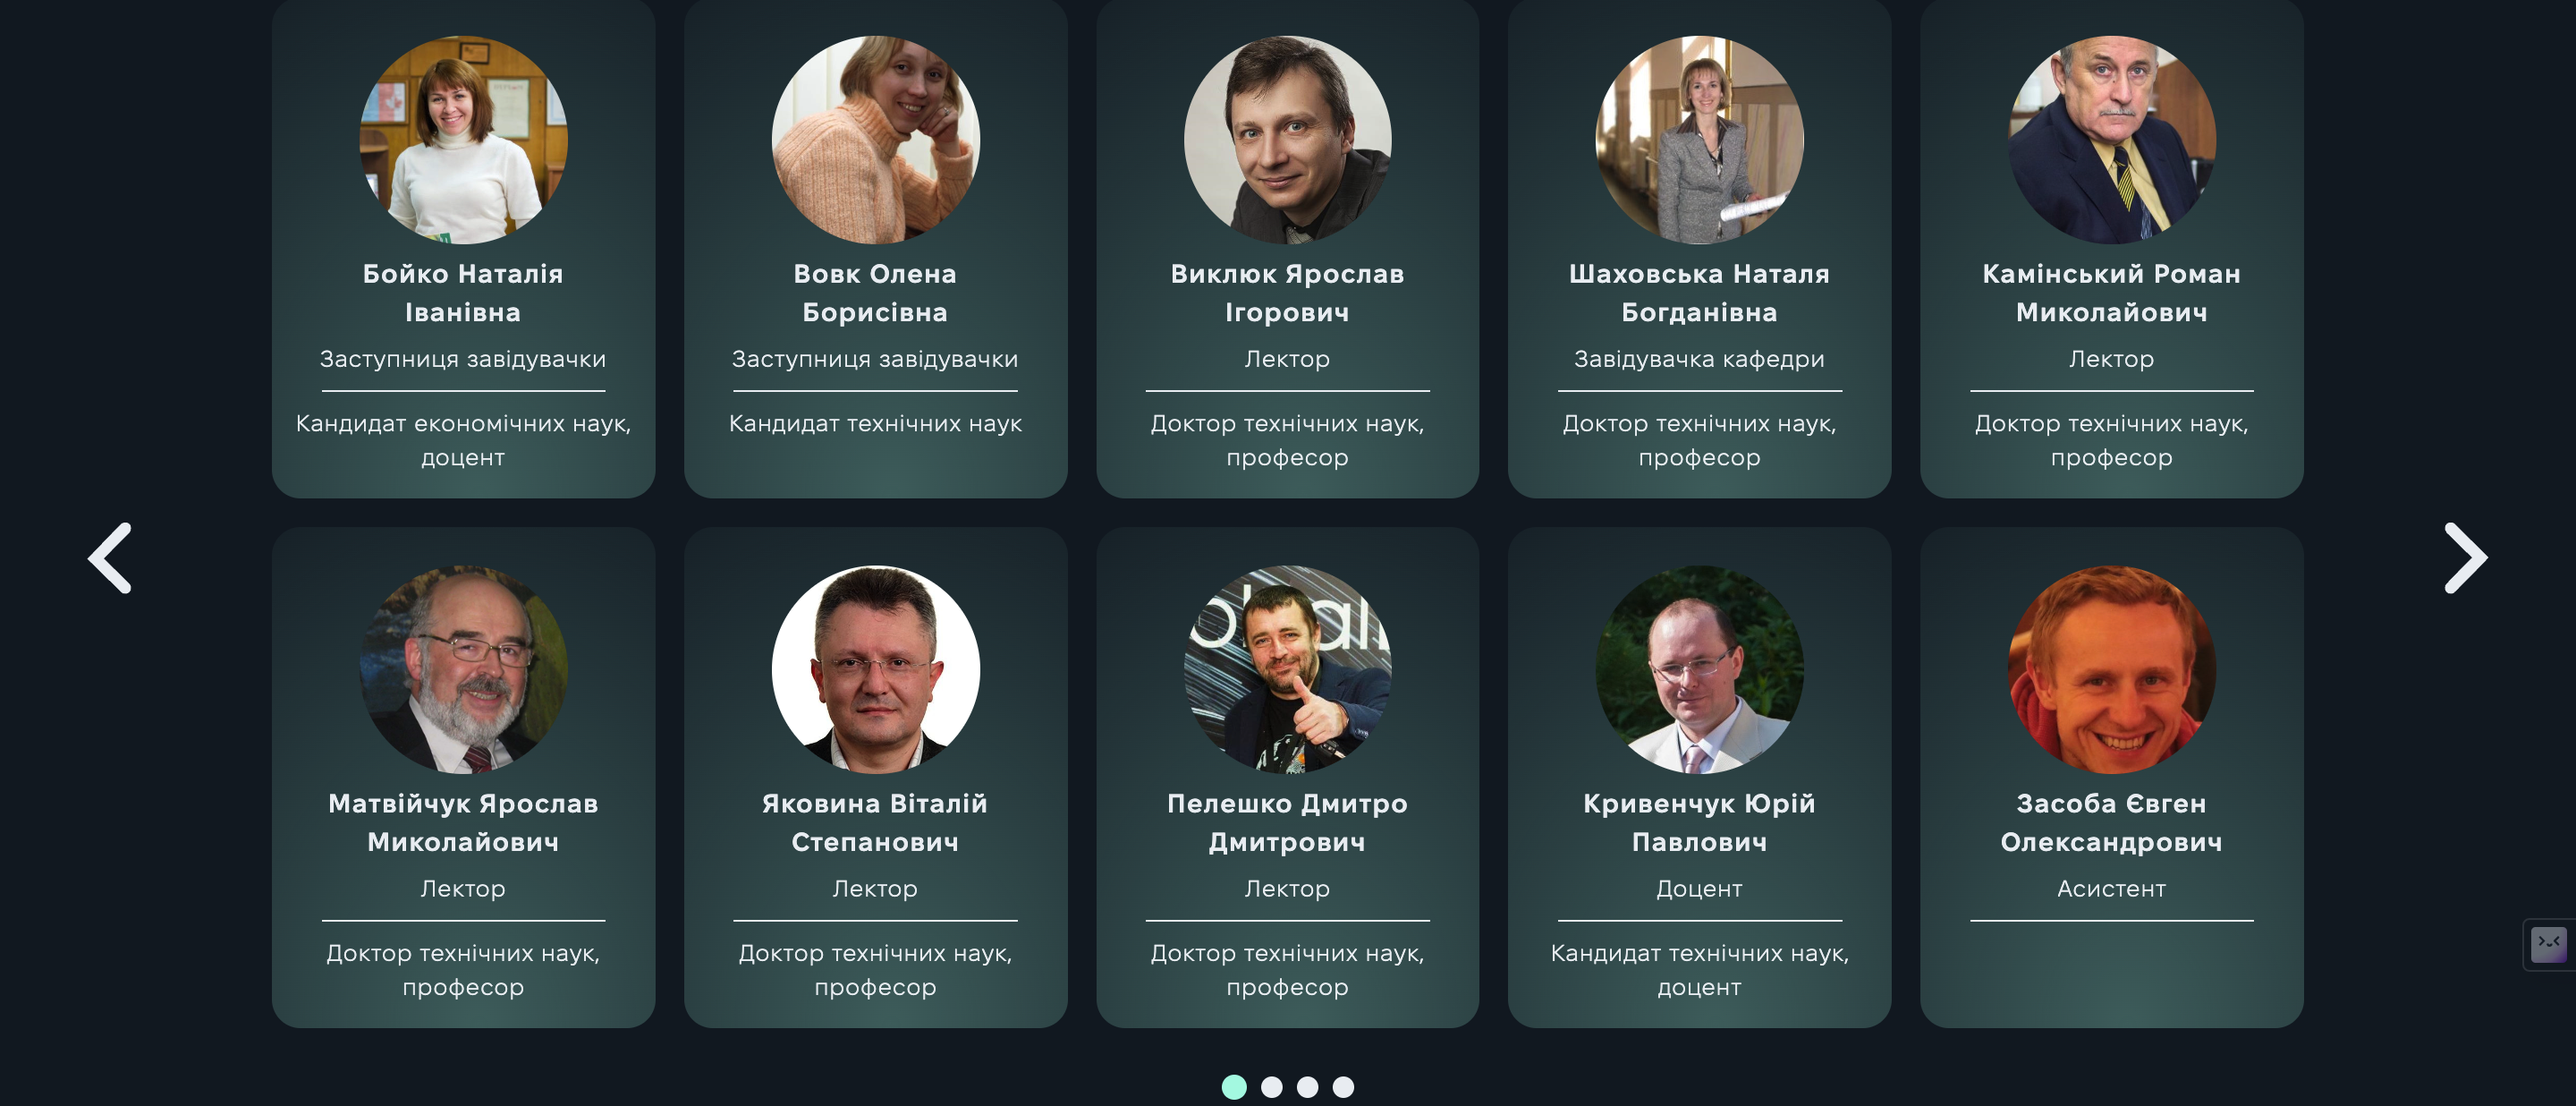 Бойко Наталія
Іванівна
Заступниця завідувачки
Кандидат економічних наук,
доцент
Вовк Олена
Борисівна
Заступниця завідувачки
Кандидат технічних наук
Виклюк Ярослав
Ігорович
Лектор
Доктор технічних наук,
професор
Шаховська Наталя
Богданівна
Завідувачка кафедри
Доктор технічних наук,
професор
Камінський Роман
Миколайович
Лектор
Доктор технічних наук,
професор
Матвійчук Ярослав
Миколайович
Лектор
Доктор технічних наук,
професор
Яковина Віталій
Степанович
Лектор
Доктор технічних наук,
професор
Пелешко Дмитро
Дмитрович
Лектор
Доктор технічних наук,
професор
Кривенчук Юрій
Павлович
Доцент
Кандидат технічних наук,
доцент
Засоба Євген
Олександрович
Асистент